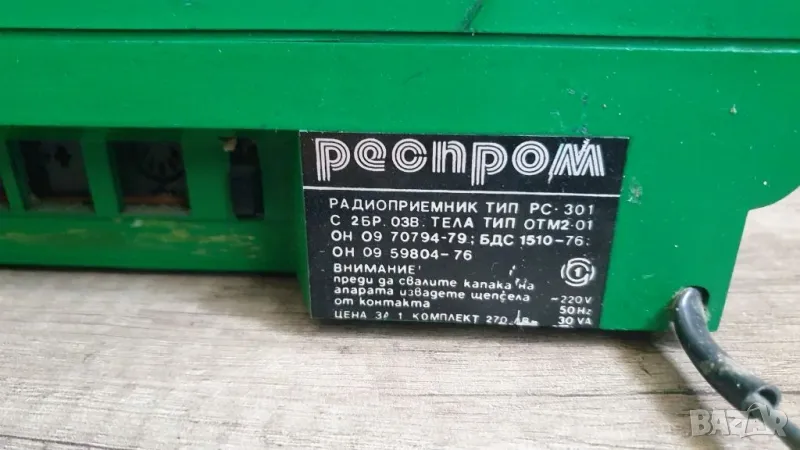 респром
РАДИОПРИЕМНИК ТИП РС-301
С 2БР. ОЗВ. ТЕЛА ТИП ОТМ2-01
ОН 09 70794-79; БДС 1510-76;
ОН 09 59804-76
ВНИМАНИЕ!
преди да свалите капака на
апарата извадете щепсела
от контакта
~220V
50Hz
ЦЕНА ЗА 1 КОМПЛЕКТ 270 лв. 30 VA
BAZAR